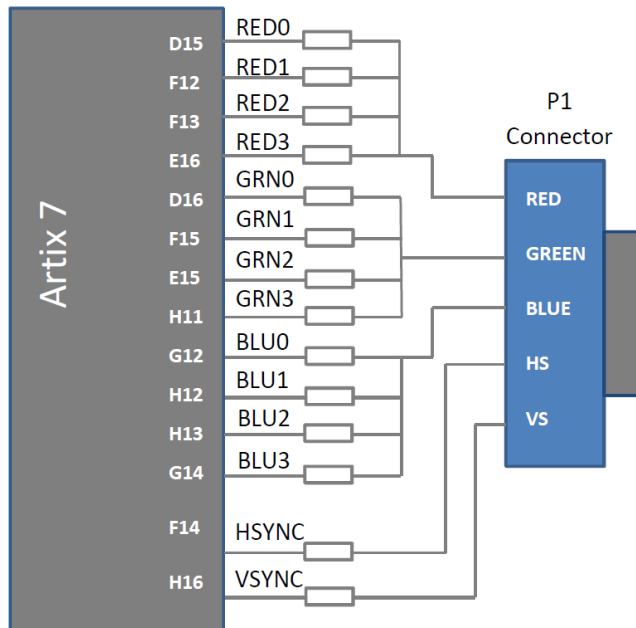 Artix 7
D15
RED0
F12
RED1
F13
RED2
E16
RED3
D16
GRN0
F15
GRN1
E15
GRN2
H11
GRN3
G12
BLU0
H12
BLU1
H13
BLU2
G14
BLU3
F14
HSYNC
H16
VSYNC
P1
Connector
RED
GREEN
BLUE
HS
VS